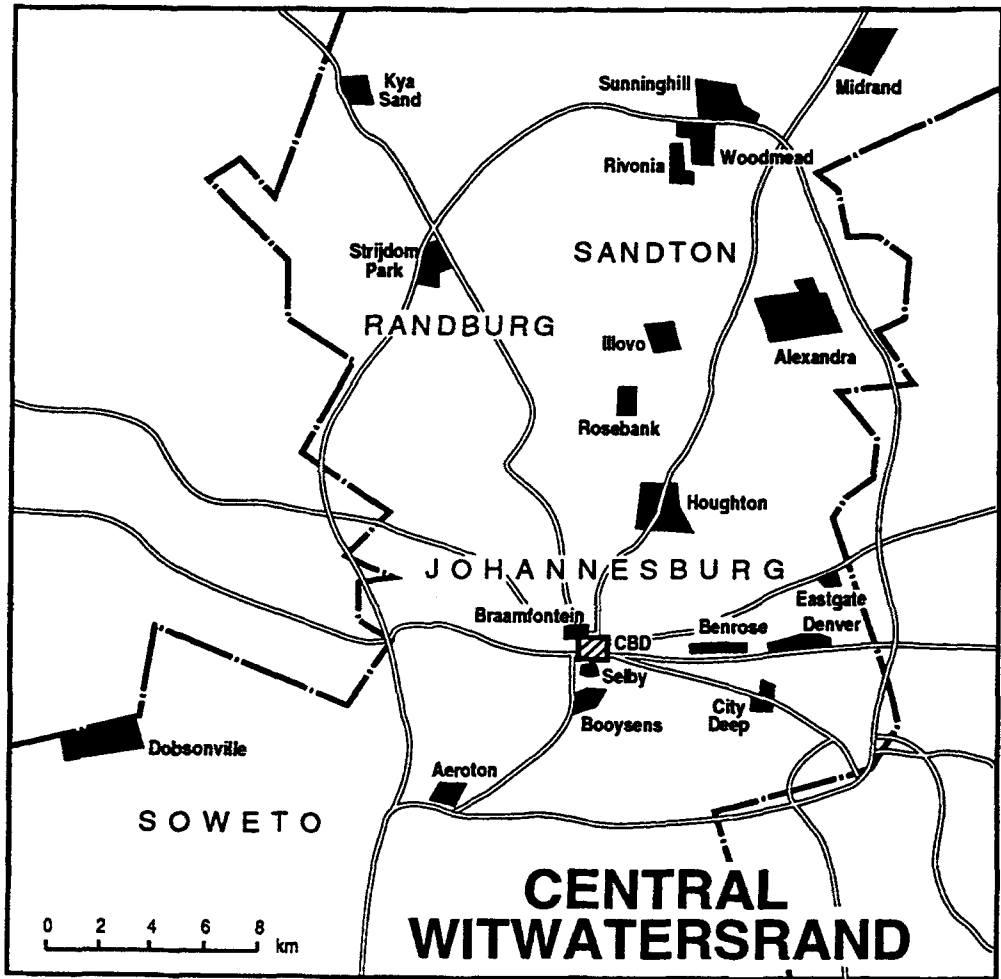 Kya
Sand
Sunninghill
Midrand
Rivonia
Woodmead
Strijdom
Park
SANDTON
RANDBURG
Illovo
Alexandra
Rosebank
Houghton
JOHANNESBURG
Eastgate
Braamfontein
Benrose
Denver
CBD
Selby
City
Deep
Booysens
Dobsonville
Aeroton
SOWETO
CENTRAL
WITWATERSRAND
0 2 4 6 8
km